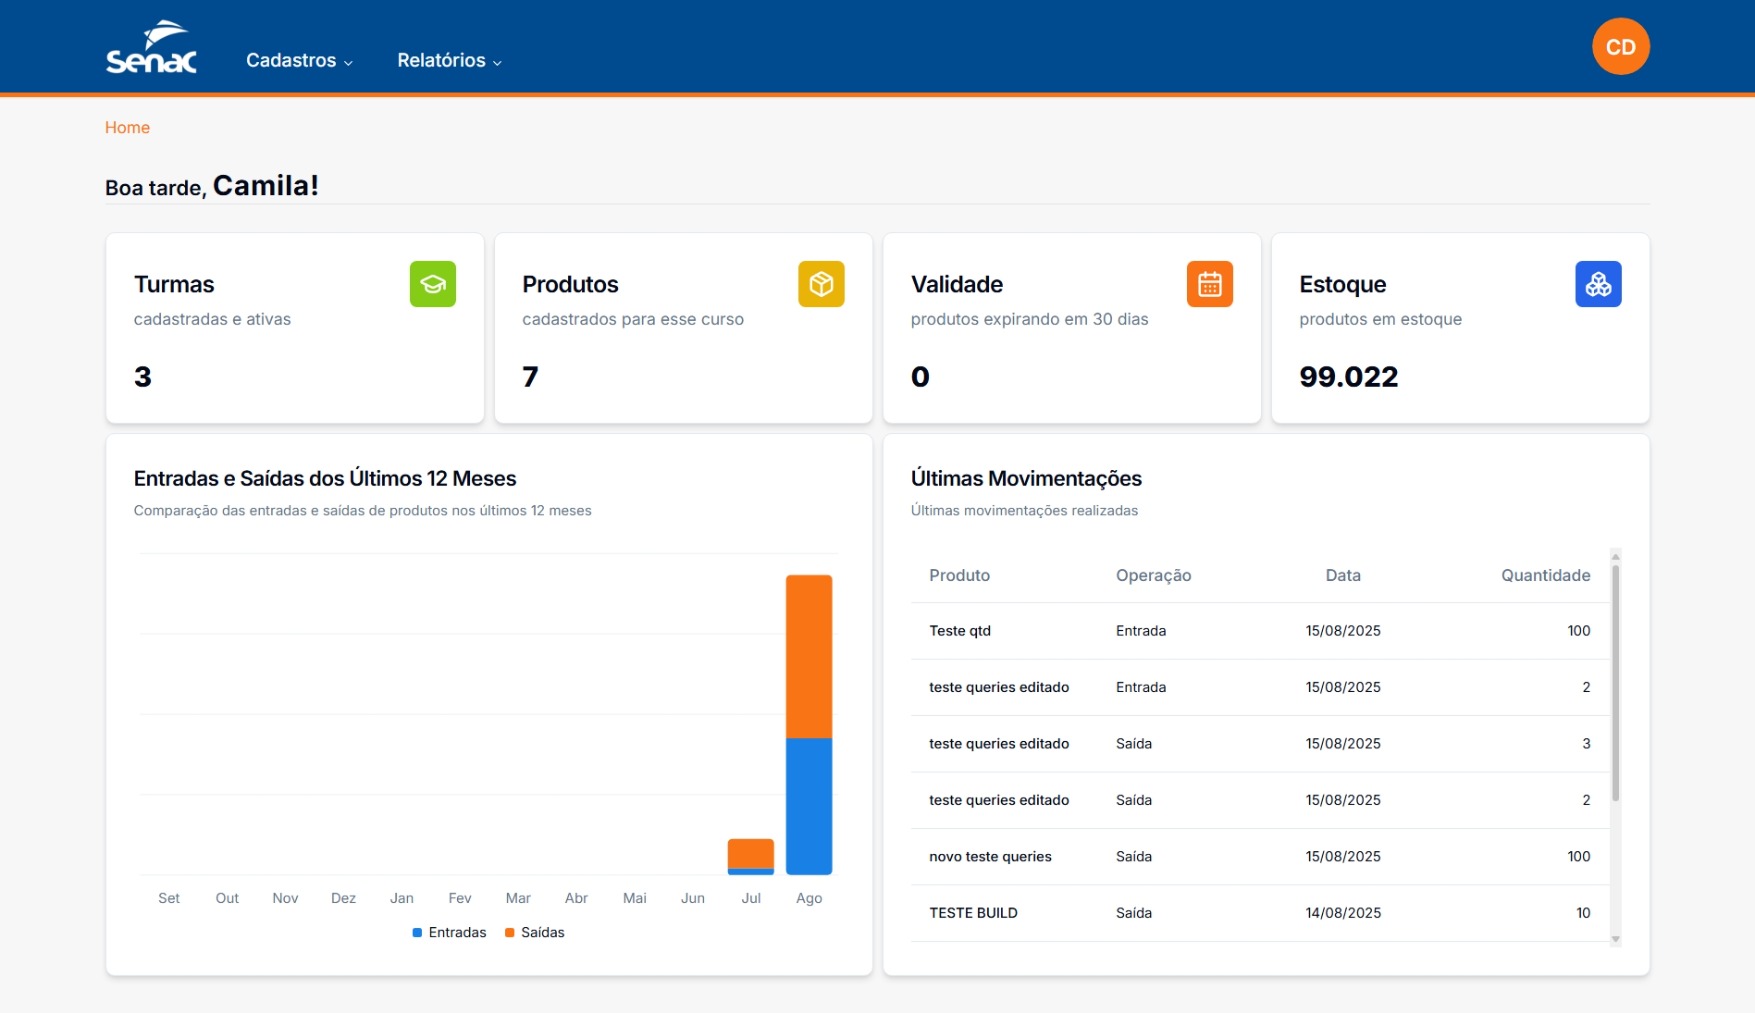 Senac
Cadastros
Relatórios
CD
Home
Boa tarde, Camila!
Turmas
cadastradas e ativas
3
Produtos
cadastrados para esse curso
7
Validade
produtos expirando em 30 dias
0
Estoque
produtos em estoque
99.022
Entradas e Saídas dos Últimos 12 Meses
Comparação das entradas e saídas de produtos nos últimos 12 meses
Set Out Nov Dez Jan Fev Mar Abr Mai Jun Jul Ago
Entradas Saídas
Últimas Movimentações
Últimas movimentações realizadas
Produto Operação Data Quantidade
Teste qtd Entrada 15/08/2025 100
teste queries editado Entrada 15/08/2025 2
teste queries editado Saída 15/08/2025 3
teste queries editado Saída 15/08/2025 2
novo teste queries Saída 15/08/2025 100
TESTE BUILD Saída 14/08/2025 10